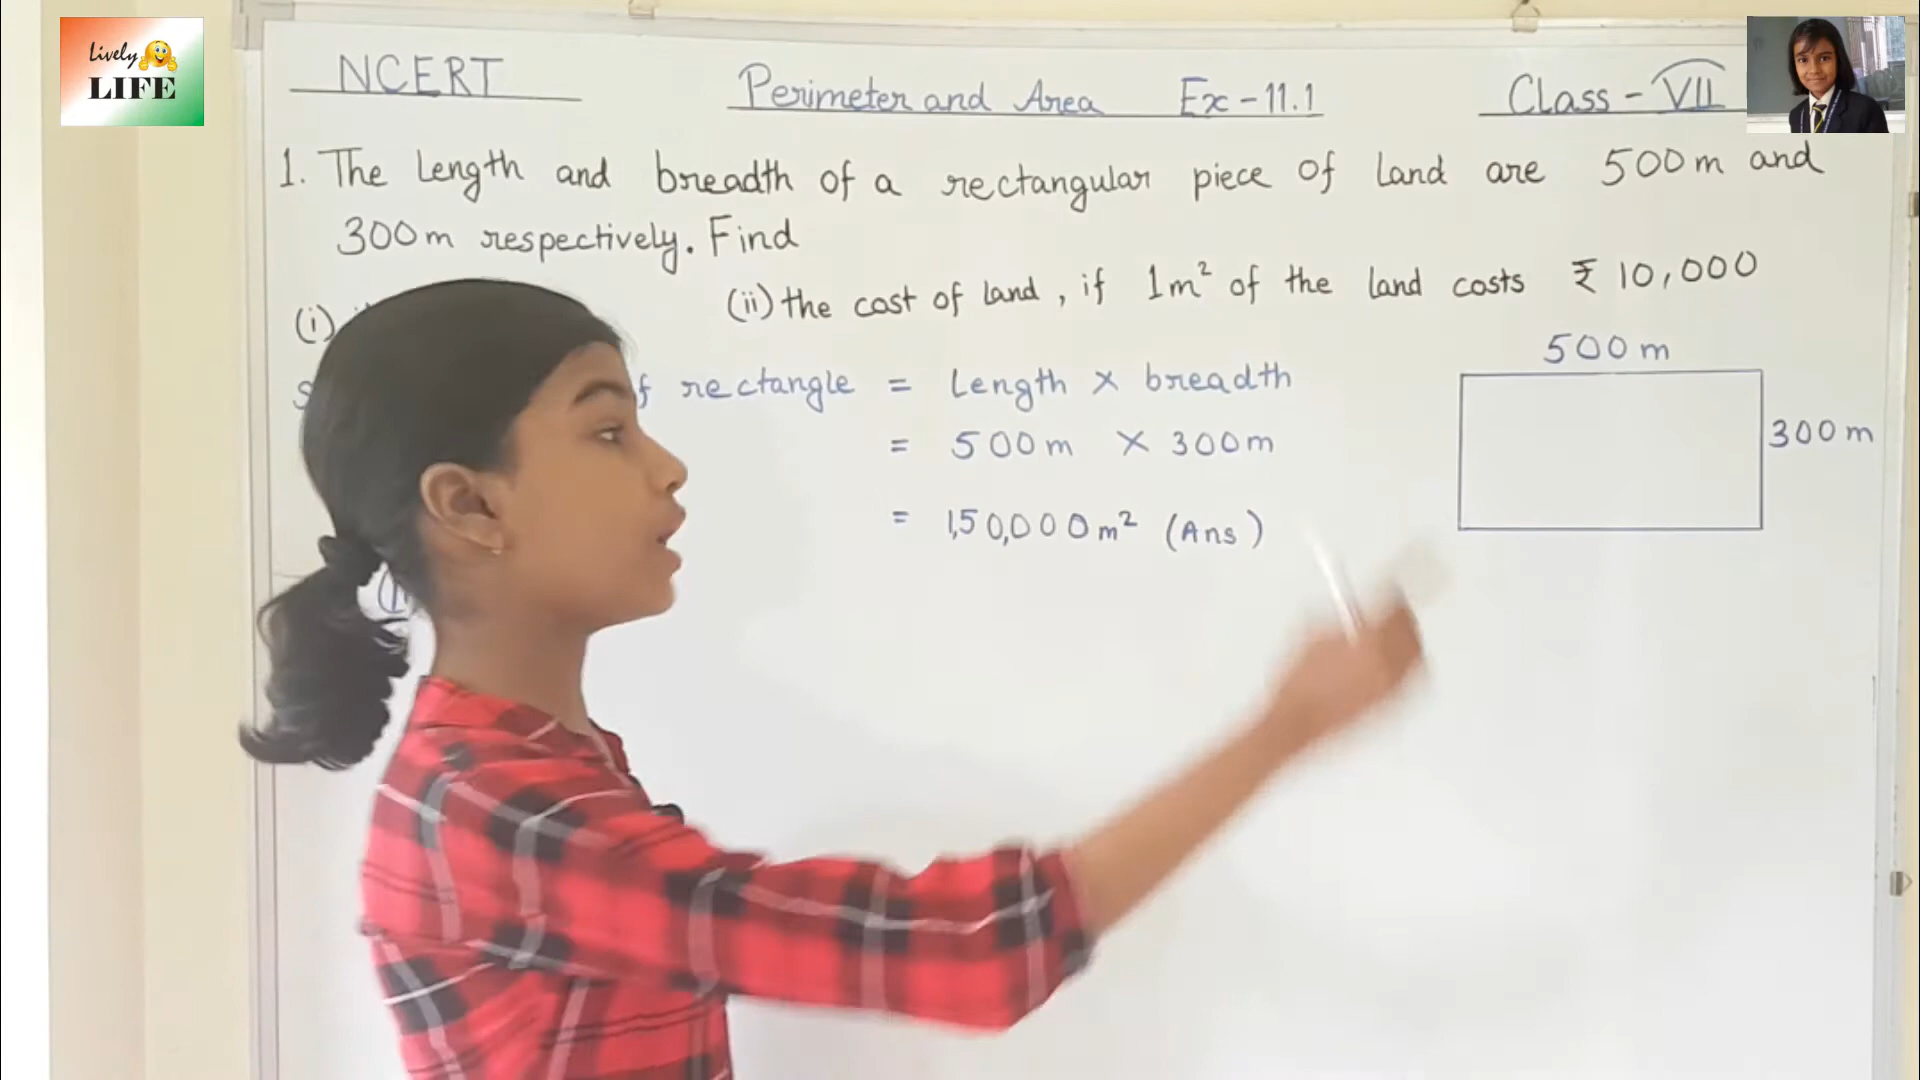 Lively
LIFE
NCERT
Perimeter and Area Ex - 11.1
Class - VII
1. The length and breadth of a rectangular piece of land are 500 m and
300 m respectively. Find
(i)
(ii) the cost of land, if 1m² of the land costs ₹ 10,000
500 m
300 m
rectangle = Length × breadth
= 500 m × 300 m
= 1,50,000 m² (Ans)